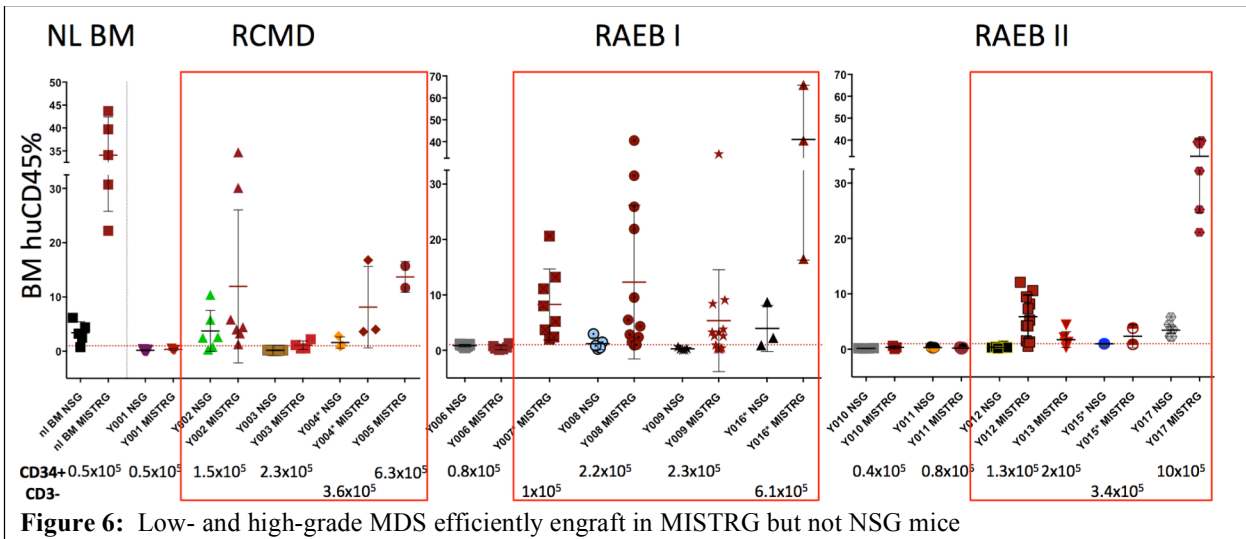 NL BM RCMD RAEB I RAEB II
BM huCD45%
50
45
40
35
30
20
10
0
70
60
50
40
30
20
10
0
70
60
50
40
30
20
10
0
nl BM NSG
nl BM MISTRG
Y001 NSG
Y001 MISTRG
Y002 NSG
Y002 MISTRG
Y003 NSG
Y003 MISTRG
Y004* NSG
Y004* MISTRG
Y005 MISTRG
Y006 NSG
Y006 MISTRG
Y007* MISTRG
Y008 NSG
Y008 MISTRG
Y009 NSG
Y009 MISTRG
Y016* NSG
Y016* MISTRG
Y010 NSG
Y010 MISTRG
Y011 NSG
Y011 MISTRG
Y012 NSG
Y012 MISTRG
Y013 MISTRG
Y015* NSG
Y015* MISTRG
Y017 NSG
Y017 MISTRG
CD34+ 0.5x10⁵ 0.5x10⁵ 1.5x10⁵ 2.3x10⁵ 6.3x10⁵ 0.8x10⁵ 2.2x10⁵ 2.3x10⁵ 0.4x10⁵ 0.8x10⁵ 1.3x10⁵ 2x10⁵ 10x10⁵
CD3- 3.6x10⁵ 1x10⁵ 6.1x10⁵ 3.4x10⁵
Figure 6: Low- and high-grade MDS efficiently engraft in MISTRG but not NSG mice